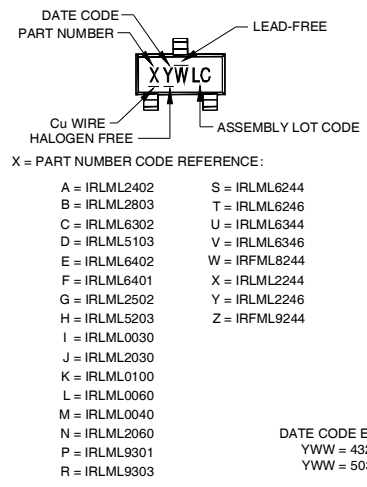 DATE CODE
PART NUMBER
LEAD-FREE
XYWLC
Cu WIRE
HALOGEN FREE
ASSEMBLY LOT CODE
X = PART NUMBER CODE REFERENCE:
A = IRLML2402
B = IRLML2803
C = IRLML6302
D = IRLML5103
E = IRLML6402
F = IRLML6401
G = IRLML2502
H = IRLML5203
I = IRLML0030
J = IRLML2030
K = IRLML0100
L = IRLML0060
M = IRLML0040
N = IRLML2060
P = IRLML9301
R = IRLML9303
S = IRLML6244
T = IRLML6246
U = IRLML6344
V = IRLML6346
W = IRFML8244
X = IRLML2244
Y = IRLML2246
Z = IRFML9244
DATE CODE E
YWW = 432
YWW = 503